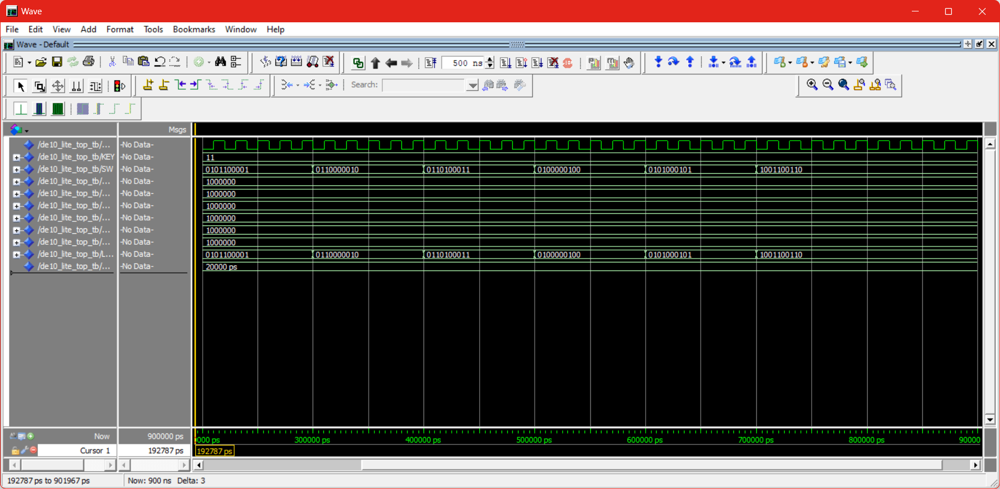 Wave
File Edit View Add Format Tools Bookmarks Window Help
Wave - Default
500 ns
Search:
Msgs
/de10_lite_top_tb/... -No Data-
/de10_lite_top_tb/KEY -No Data- 11
/de10_lite_top_tb/SW -No Data- 0101100001 0110000010 0110100011 0100000100 0101000101 1001100110
/de10_lite_top_tb/... -No Data- 1000000
/de10_lite_top_tb/... -No Data- 1000000
/de10_lite_top_tb/... -No Data- 1000000
/de10_lite_top_tb/... -No Data- 1000000
/de10_lite_top_tb/... -No Data- 1000000
/de10_lite_top_tb/... -No Data- 1000000
/de10_lite_top_tb/L... -No Data- 0101100001 0110000010 0110100011 0100000100 0101000101 1001100110
/de10_lite_top_tb/... -No Data- 20000 ps
Now 900000 ps 000 ps 300000 ps 400000 ps 500000 ps 600000 ps 700000 ps 800000 ps 90000
Cursor 1 192787 ps 192787 ps
192787 ps to 901967 ps Now: 900 ns Delta: 3